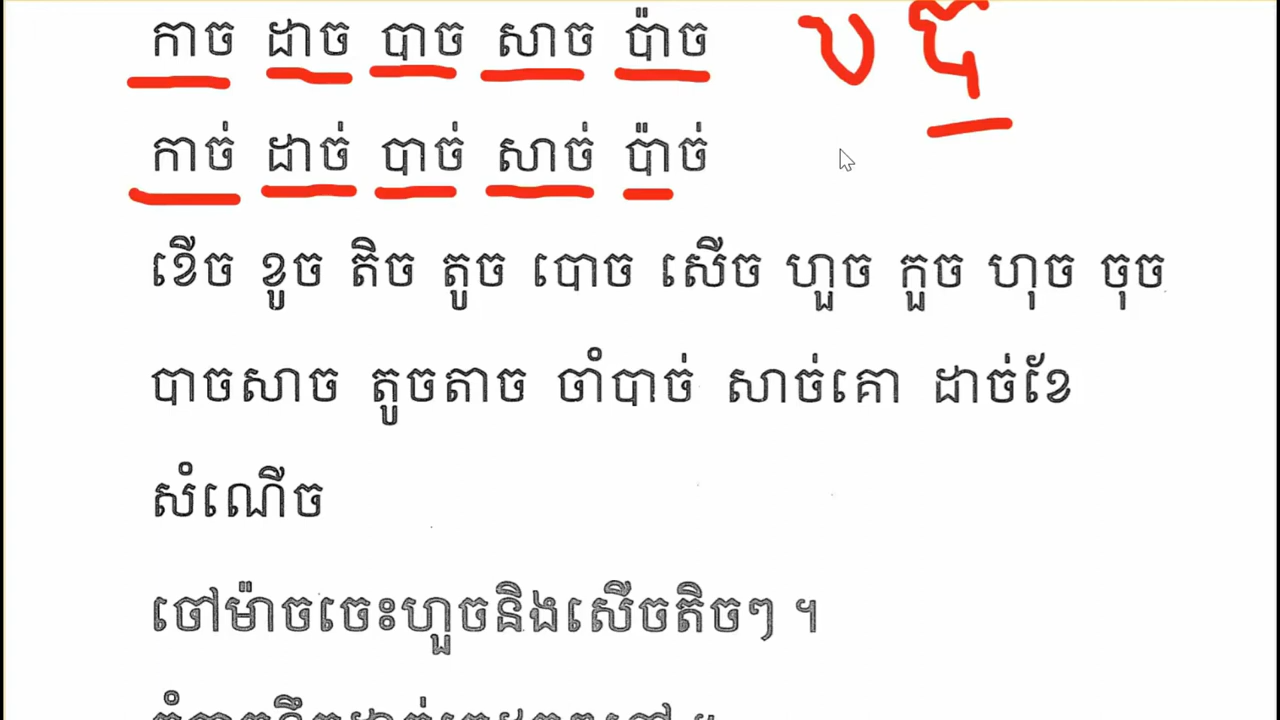 កាច ដាច បាច សាច ប៉ាច
កាច់ ដាច់ បាច់ សាច់ ប៉ាច់
ខើច ខូច តិច តូច បោច សើច ហួច កួច ហុច ចុច
បាចសាច តូចតាច ចាំបាច់ សាច់គោ ដាច់ខែ
សំណើច
ចៅម៉ាចចេះហួចនិងសើចតិចៗ ។